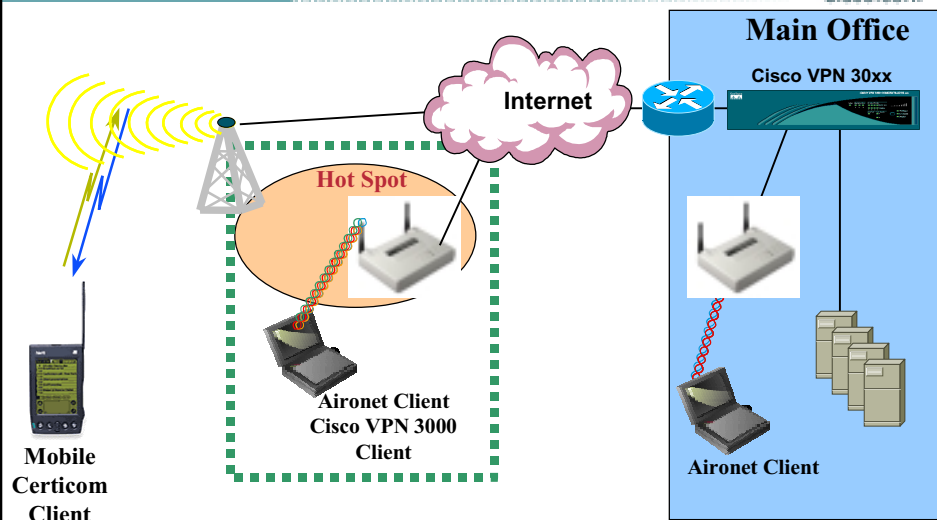 Main Office
Cisco VPN 30xx
Internet
Hot Spot
Aironet Client
Cisco VPN 3000
Client
Aironet Client
Mobile
Certicom
Client